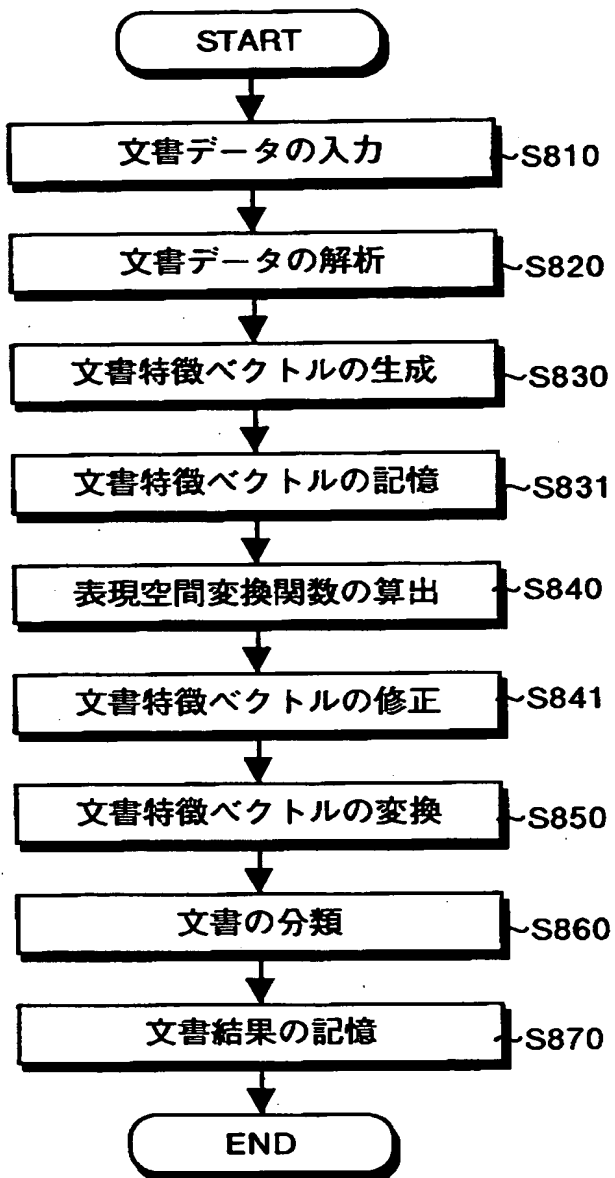 START
文書データの入力 ~S810
文書データの解析 ~S820
文書特徴ベクトルの生成 ~S830
文書特徴ベクトルの記憶 ~S831
表現空間変換関数の算出 ~S840
文書特徴ベクトルの修正 ~S841
文書特徴ベクトルの変換 ~S850
文書の分類 ~S860
文書結果の記憶 ~S870
END